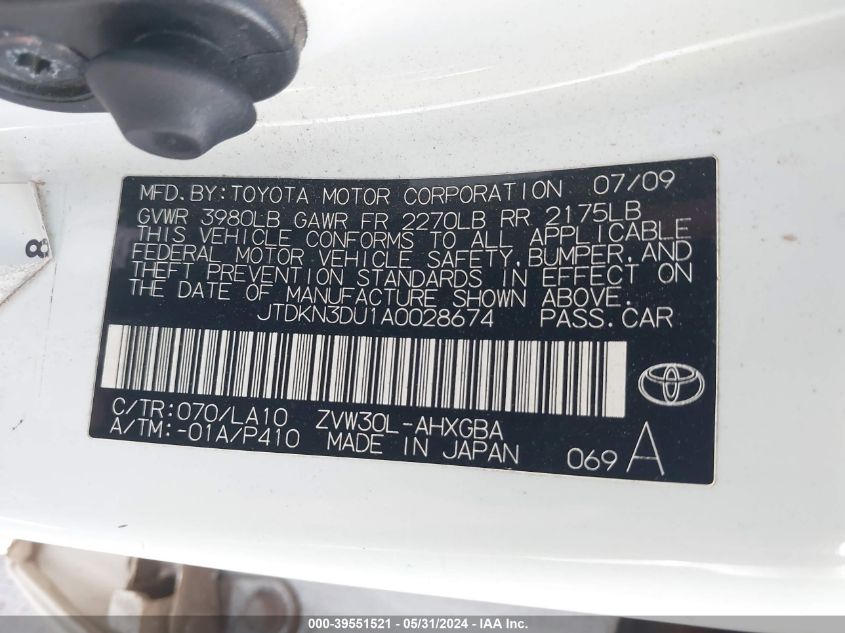 MFD.BY:TOYOTA MOTOR CORPORATION 07/09
GVWR 3980LB GAWR FR 2270LB RR 2175LB
THIS VEHICLE CONFORMS TO ALL APPLICABLE
FEDERAL MOTOR VEHICLE SAFETY,BUMPER,AND
THEFT PREVENTION STANDARDS IN EFFECT ON
THE DATE OF MANUFACTURE SHOWN ABOVE.
JTDKN3DU1A0028674 PASS.CAR
C/TR:070/LA10 ZVW30L-AHXGBA
A/TM:-01A/P410 MADE IN JAPAN
069 A
8
000-39551521 - 05/31/2024 - IAA Inc.